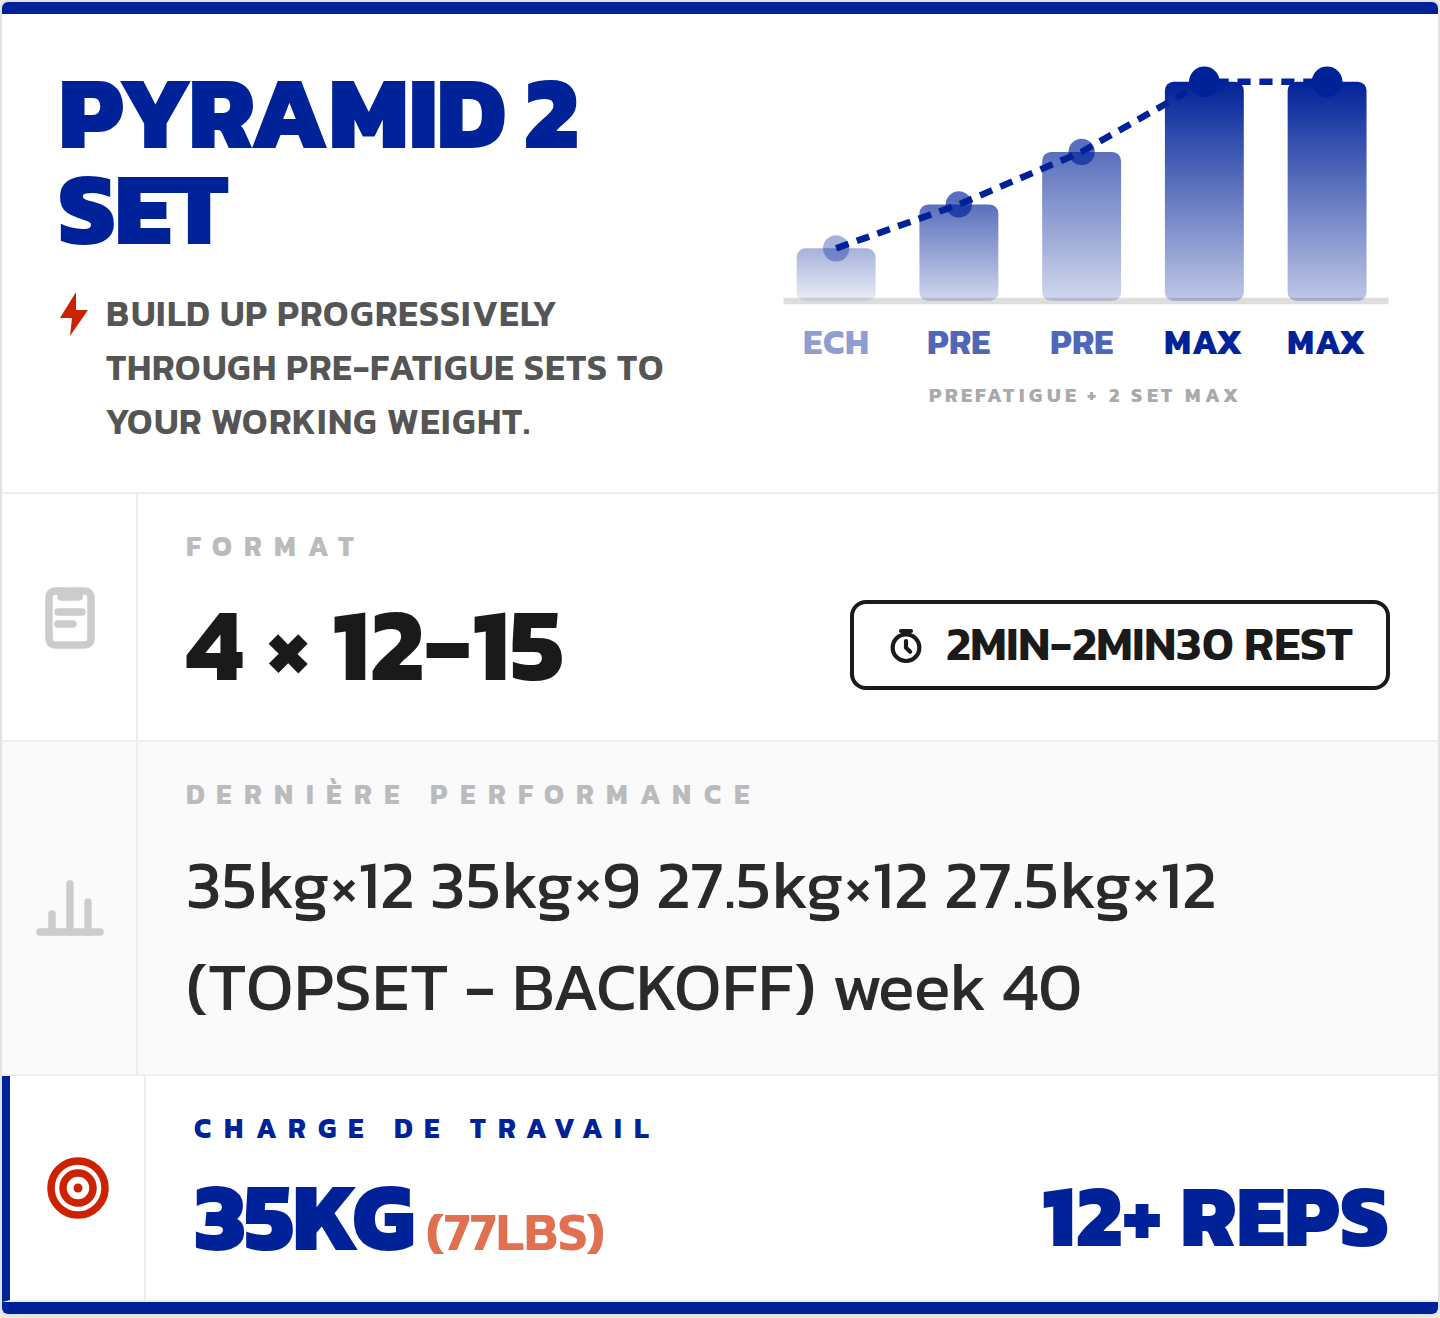 PYRAMID 2
SET
BUILD UP PROGRESSIVELY
THROUGH PRE-FATIGUE SETS TO
YOUR WORKING WEIGHT.
ECH PRE PRE MAX MAX
PREFATIGUE + 2 SET MAX
FORMAT
4 × 12–15
2MIN–2MIN30 REST
DERNIÈRE PERFORMANCE
35kg×12 35kg×9 27.5kg×12 27.5kg×12
(TOPSET – BACKOFF) week 40
CHARGE DE TRAVAIL
35KG (77LBS)
12+ REPS